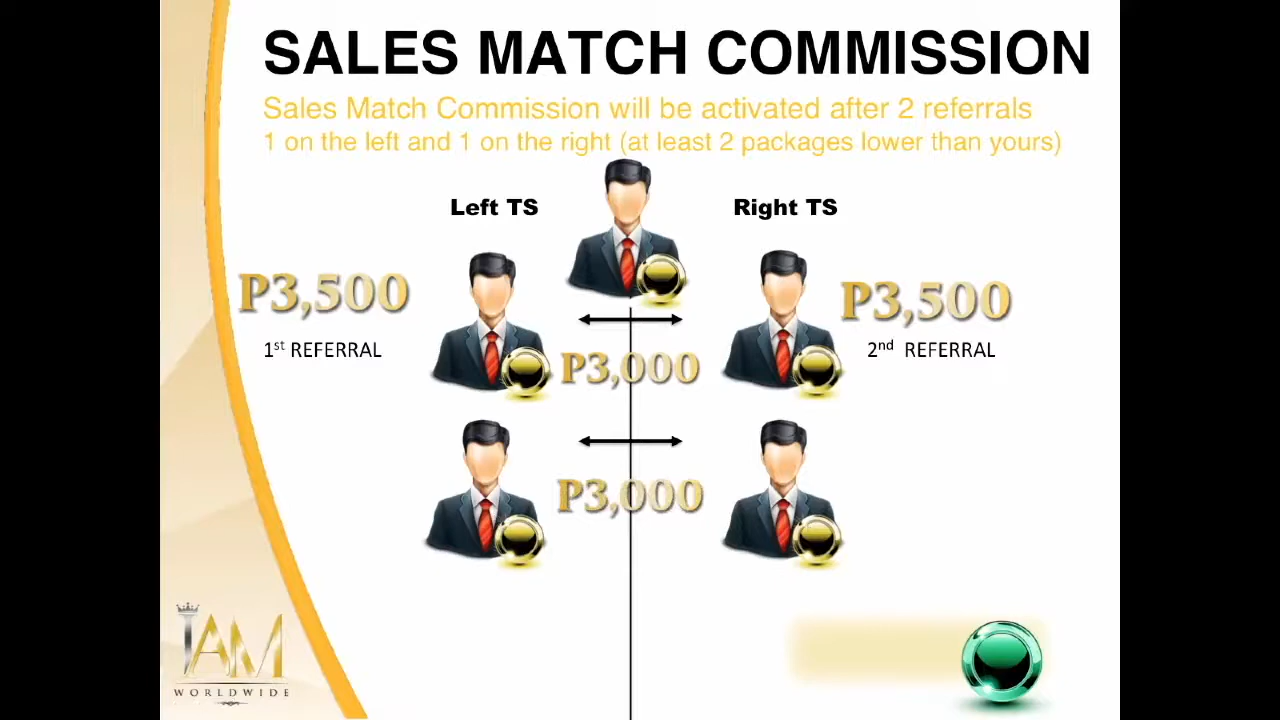 SALES MATCH COMMISSION
Sales Match Commission will be activated after 2 referrals
1 on the left and 1 on the right (at least 2 packages lower than yours)
Left TS
Right TS
P3,500
P3,500
1st REFERRAL
2nd REFERRAL
P3,000
P3,000
IAM
WORLDWIDE